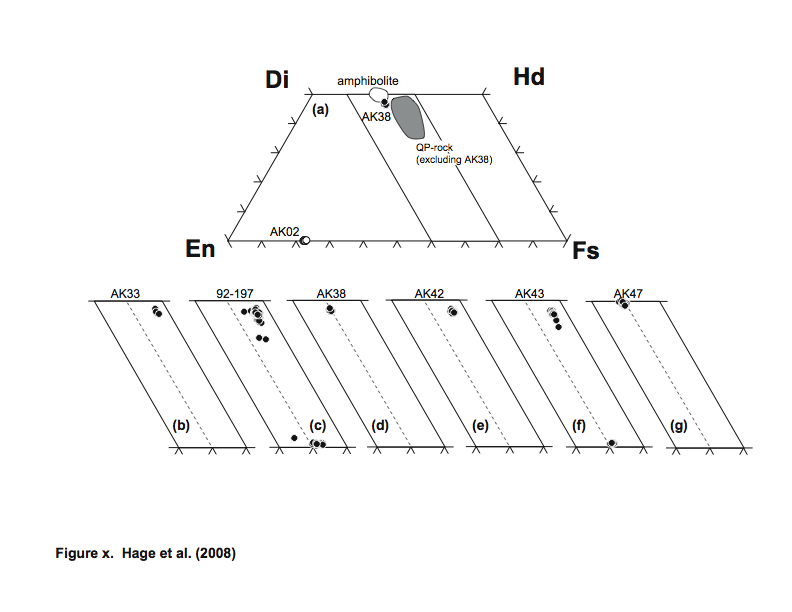 Di
Hd
amphibolite
(a)
AK38
QP-rock
(excluding AK38)
AK02
En
Fs
AK33
92-197
AK38
AK42
AK43
AK47
(b)
(c)
(d)
(e)
(f)
(g)
Figure x. Hage et al. (2008)